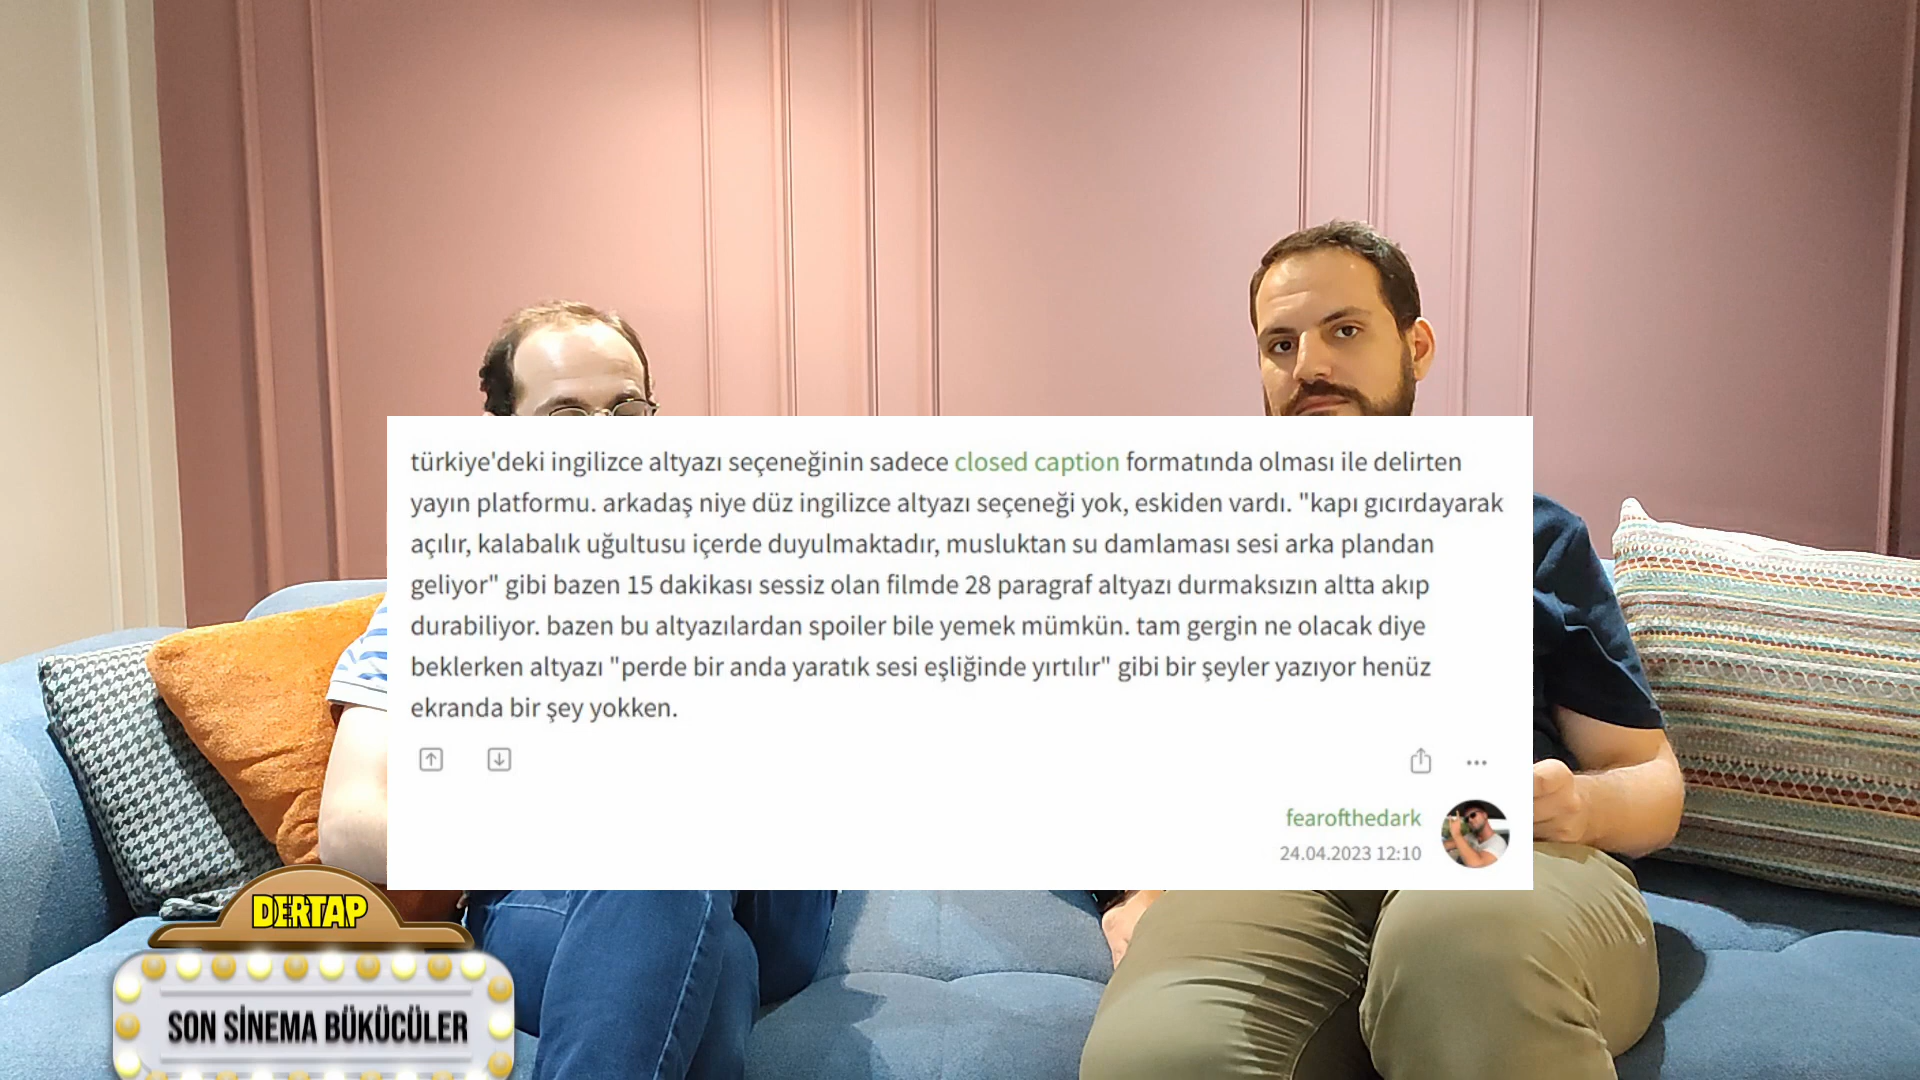 türkiye'deki ingilizce altyazı seçeneğinin sadece closed caption formatında olması ile delirten
yayın platformu. arkadaş niye düz ingilizce altyazı seçeneği yok, eskiden vardı. "kapı gıcırdayarak
açılır, kalabalık uğultusu içerde duyulmaktadır, musluktan su damlaması sesi arka plandan
geliyor" gibi bazen 15 dakikası sessiz olan filmde 28 paragraf altyazı durmaksızın altta akıp
durabiliyor. bazen bu altyazılardan spoiler bile yemek mümkün. tam gergin ne olacak diye
beklerken altyazı "perde bir anda yaratık sesi eşliğinde yırtılır" gibi bir şeyler yazıyor henüz
ekranda bir şey yokken.
fearofthedark
24.04.2023 12:10
DERTAP
SON SİNEMA BÜKÜCÜLER